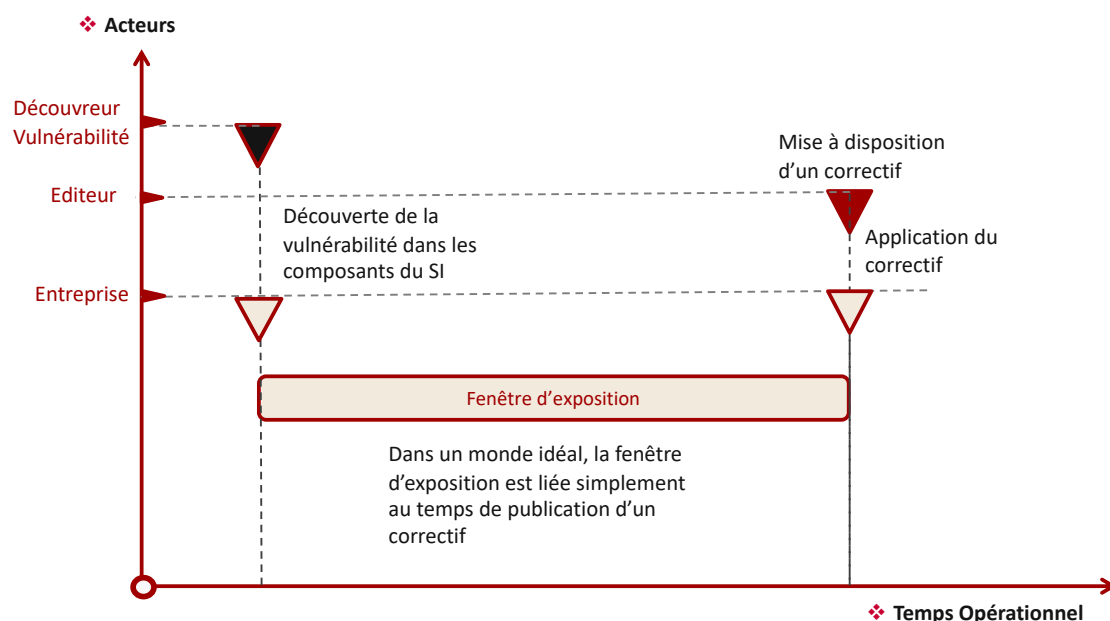 ❖ Acteurs
Découvreur
Vulnérabilité
Mise à disposition
d’un correctif
Editeur
Découverte de la
vulnérabilité dans les
composants du SI
Application du
correctif
Entreprise
Fenêtre d’exposition
Dans un monde idéal, la fenêtre
d’exposition est liée simplement
au temps de publication d’un
correctif
❖ Temps Opérationnel